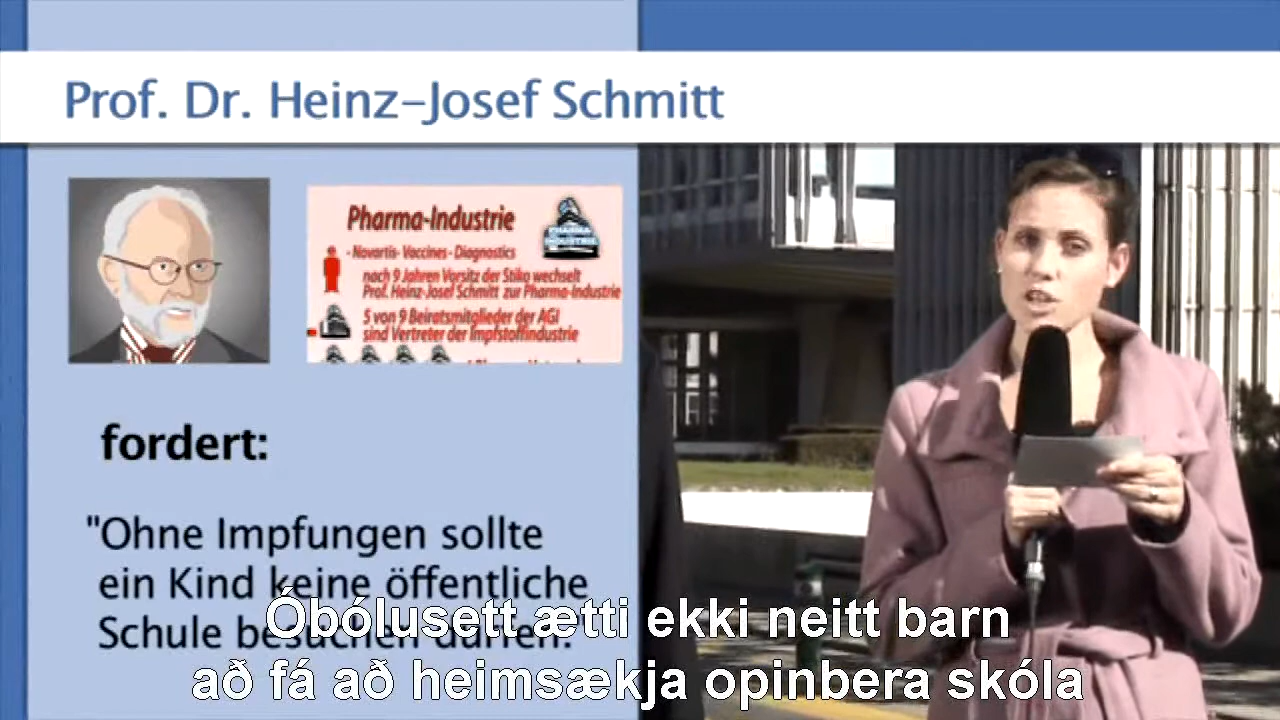 Prof. Dr. Heinz-Josef Schmitt
Pharma-Industrie
PHARMA
INDUSTRIE
- Novartis- Vaccines - Diagnostics
nach 9 Jahren Vorsitz der Stiko wechselt
Prof. Heinz-Josef Schmitt zur Pharma-Industrie
5 von 9 Beiratsmitglieder der AGI
sind Vertreter der Impfstoffindustrie
fordert:
"Ohne Impfungen sollte
ein Kind keine öffentliche
Schule besuchen dürfen."
Óbólusett ætti ekki neitt barn
að fá að heimsækja opinbera skóla